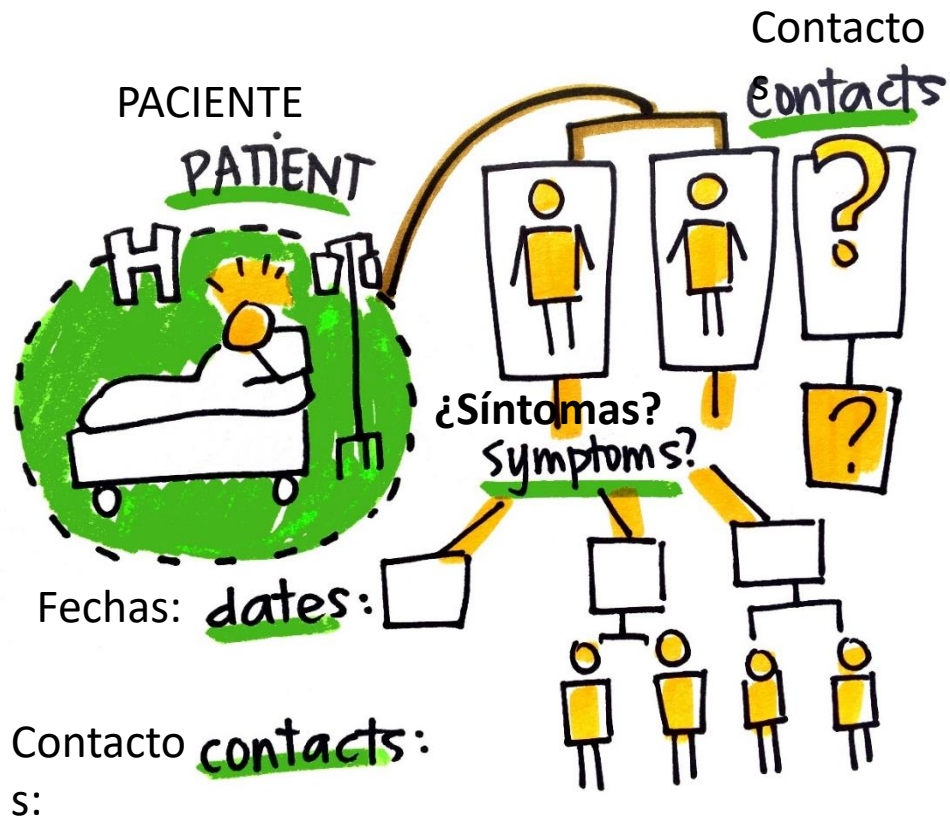 Contacto
s
contacts
PACIENTE
PATIENT
H
?
?
¿Síntomas?
symptoms?
Fechas: dates:
Contacto contacts:
s: